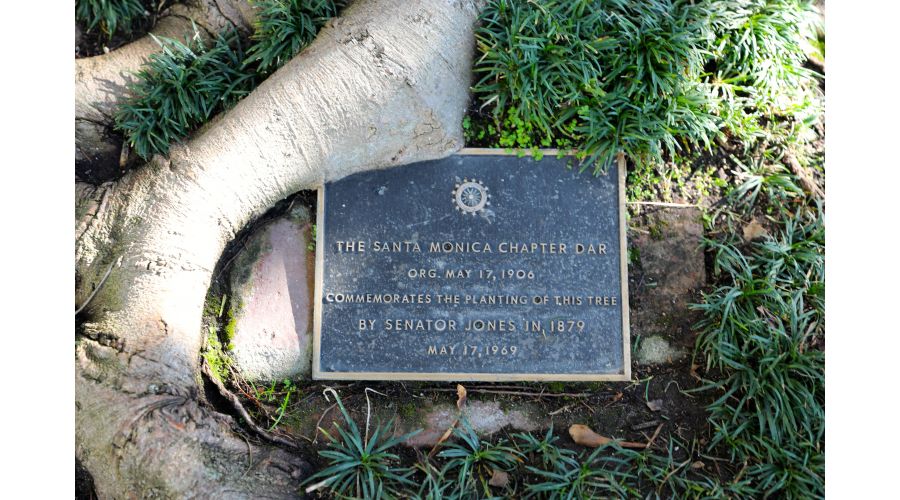 THE SANTA MONICA CHAPTER DAR
ORG. MAY 17, 1906
COMMEMORATES THE PLANTING OF THIS TREE
BY SENATOR JONES IN 1879
MAY 17, 1969